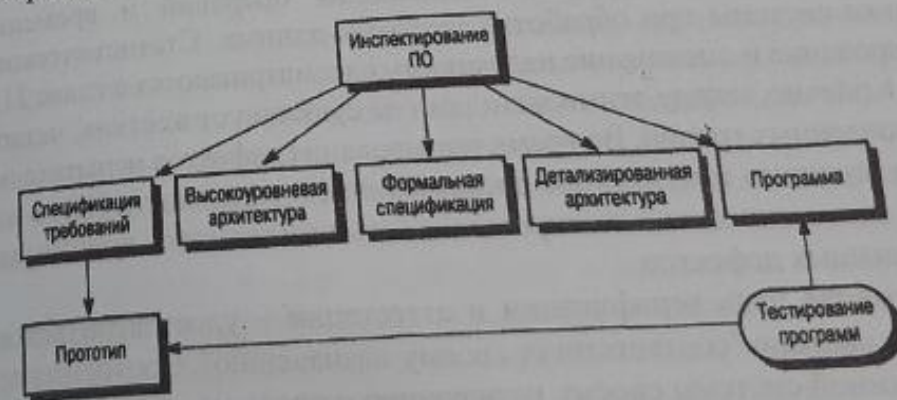 Инспектирование
ПО
Спецификация
требований
Высокоуровневая
архитектура
Формальная
спецификация
Детализированная
архитектура
Программа
Прототип
Тестирование
программ